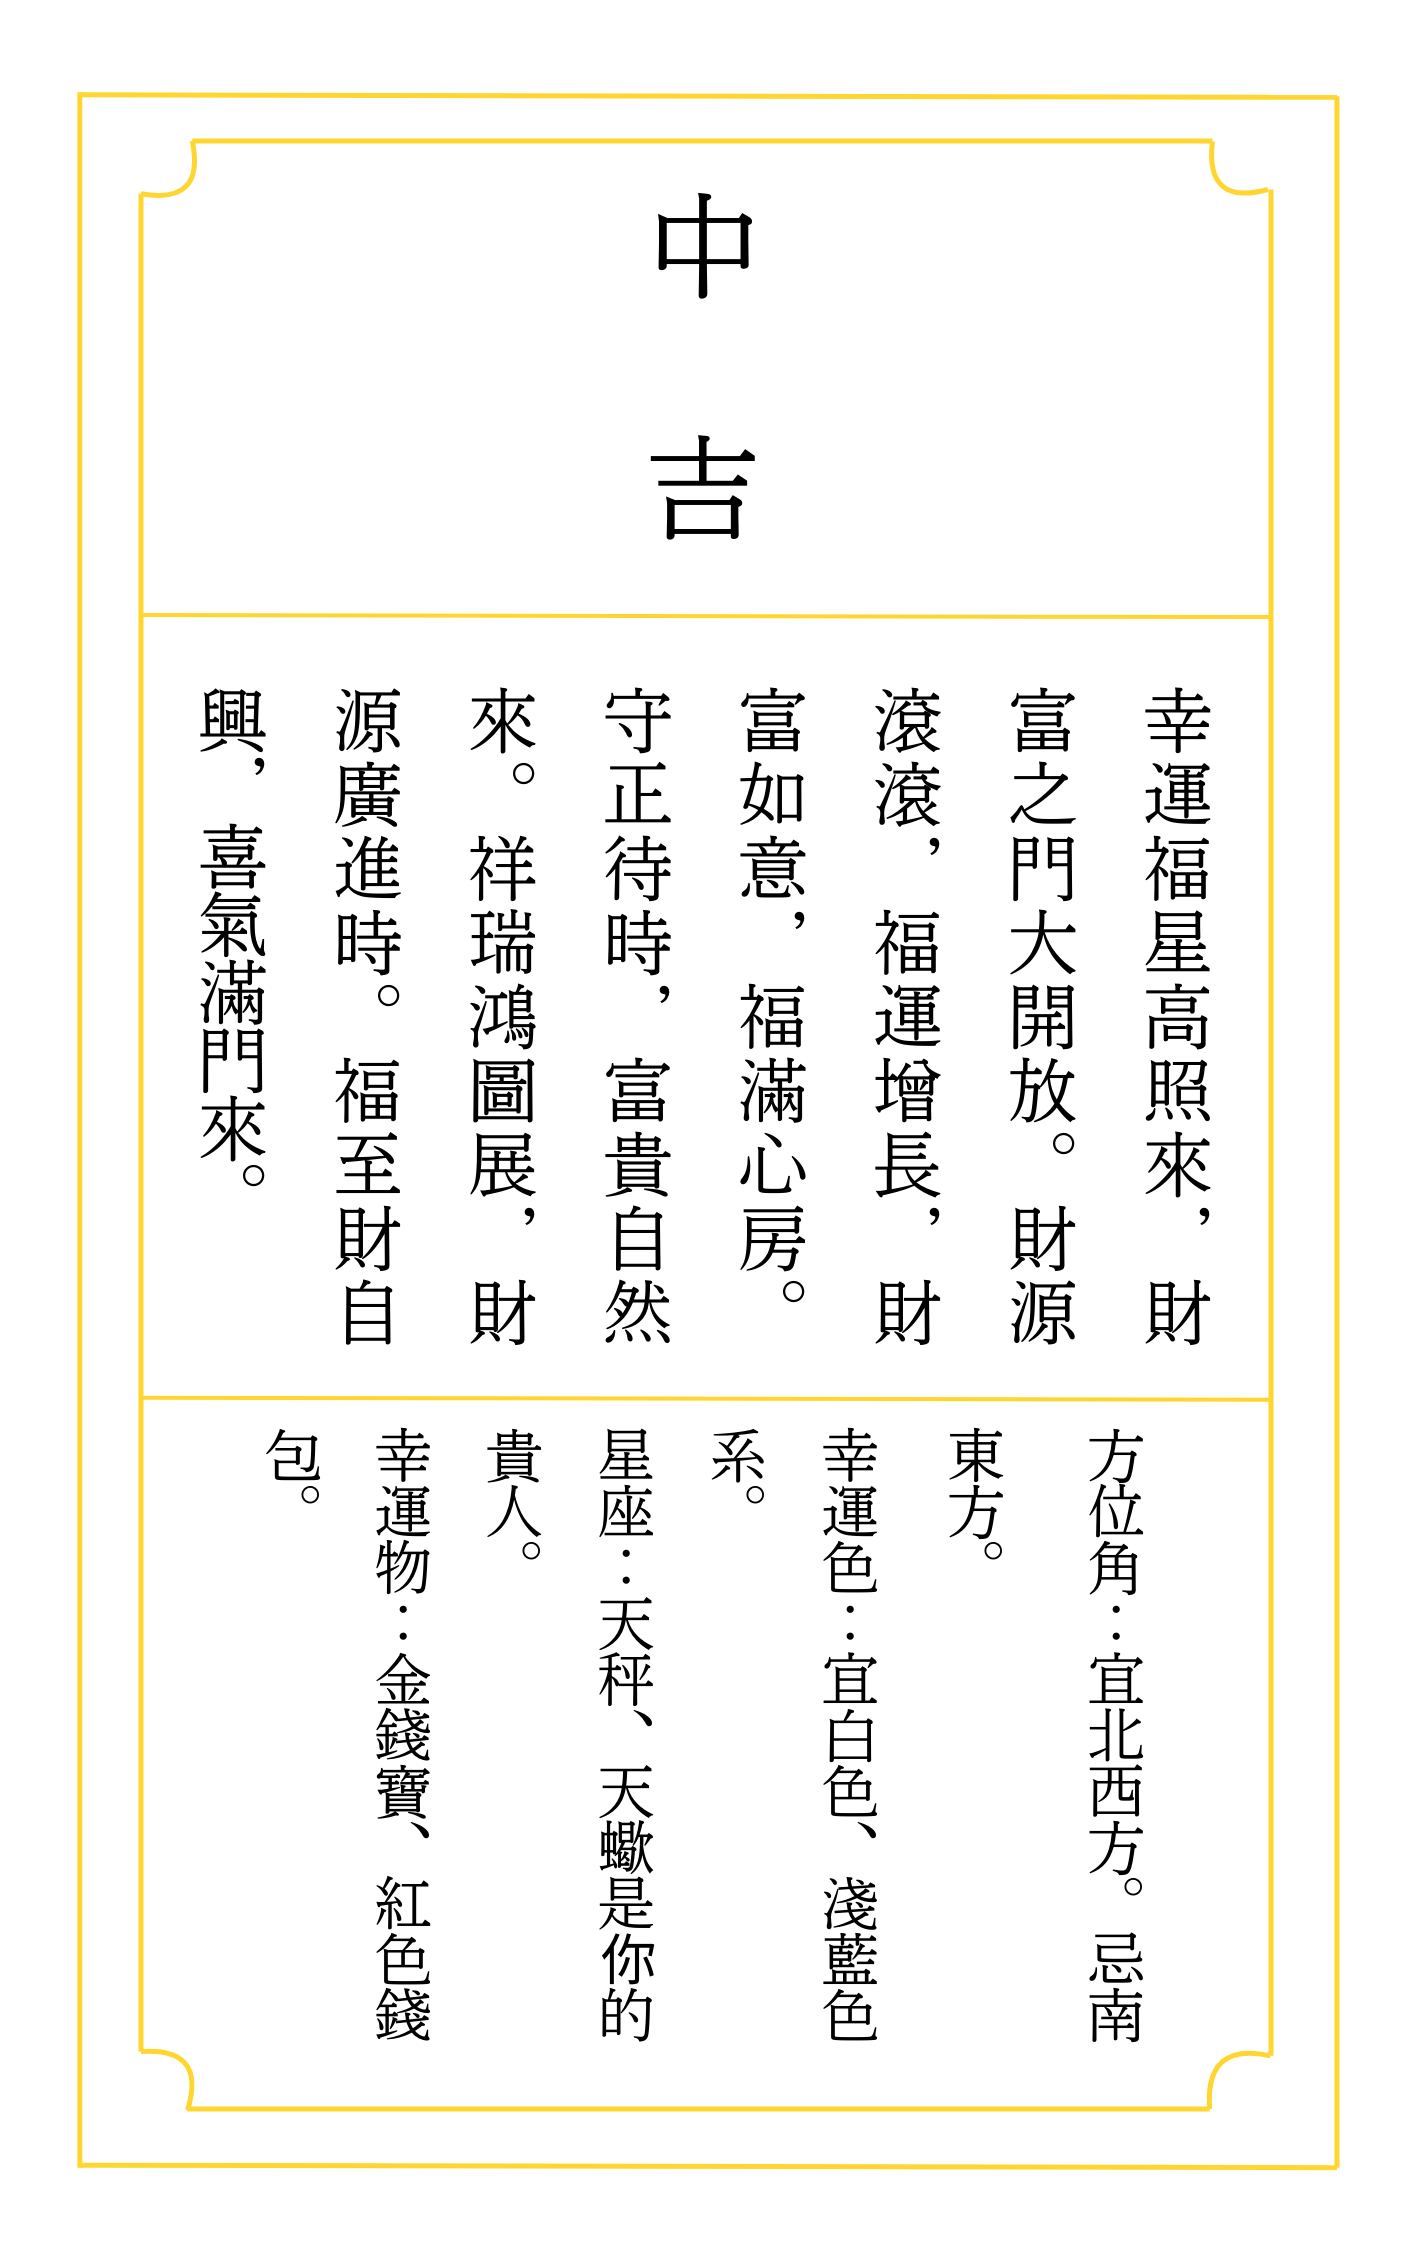 中吉
幸運福星高照來，財
富之門大開放。財源
滾滾，福運增長，財
富如意，福滿心房。
守正待時，富貴自然
來。祥瑞鴻圖展，財
源廣進時。福至財自
興，喜氣滿門來。
方位角：宜北西方。忌南
東方。
幸運色：宜白色、淺藍色
系。
星座：天秤、天蠍是你的
貴人。
幸運物：金錢寶、紅色錢
包。